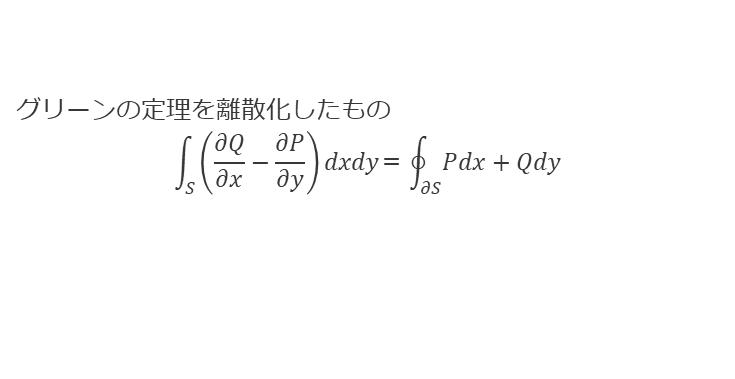 グリーンの定理を離散化したもの
∫_S (∂Q/∂x − ∂P/∂y) dxdy = ∮_∂S Pdx + Qdy